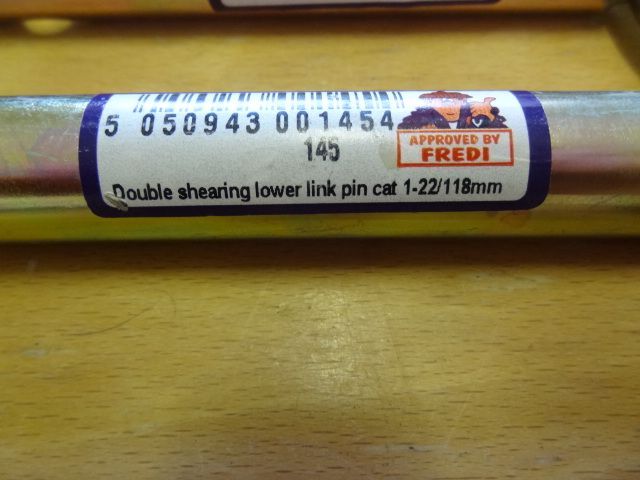 5 050943 001454
145
APPROVED BY
FREDI
Double shearing lower link pin cat 1-22/118mm